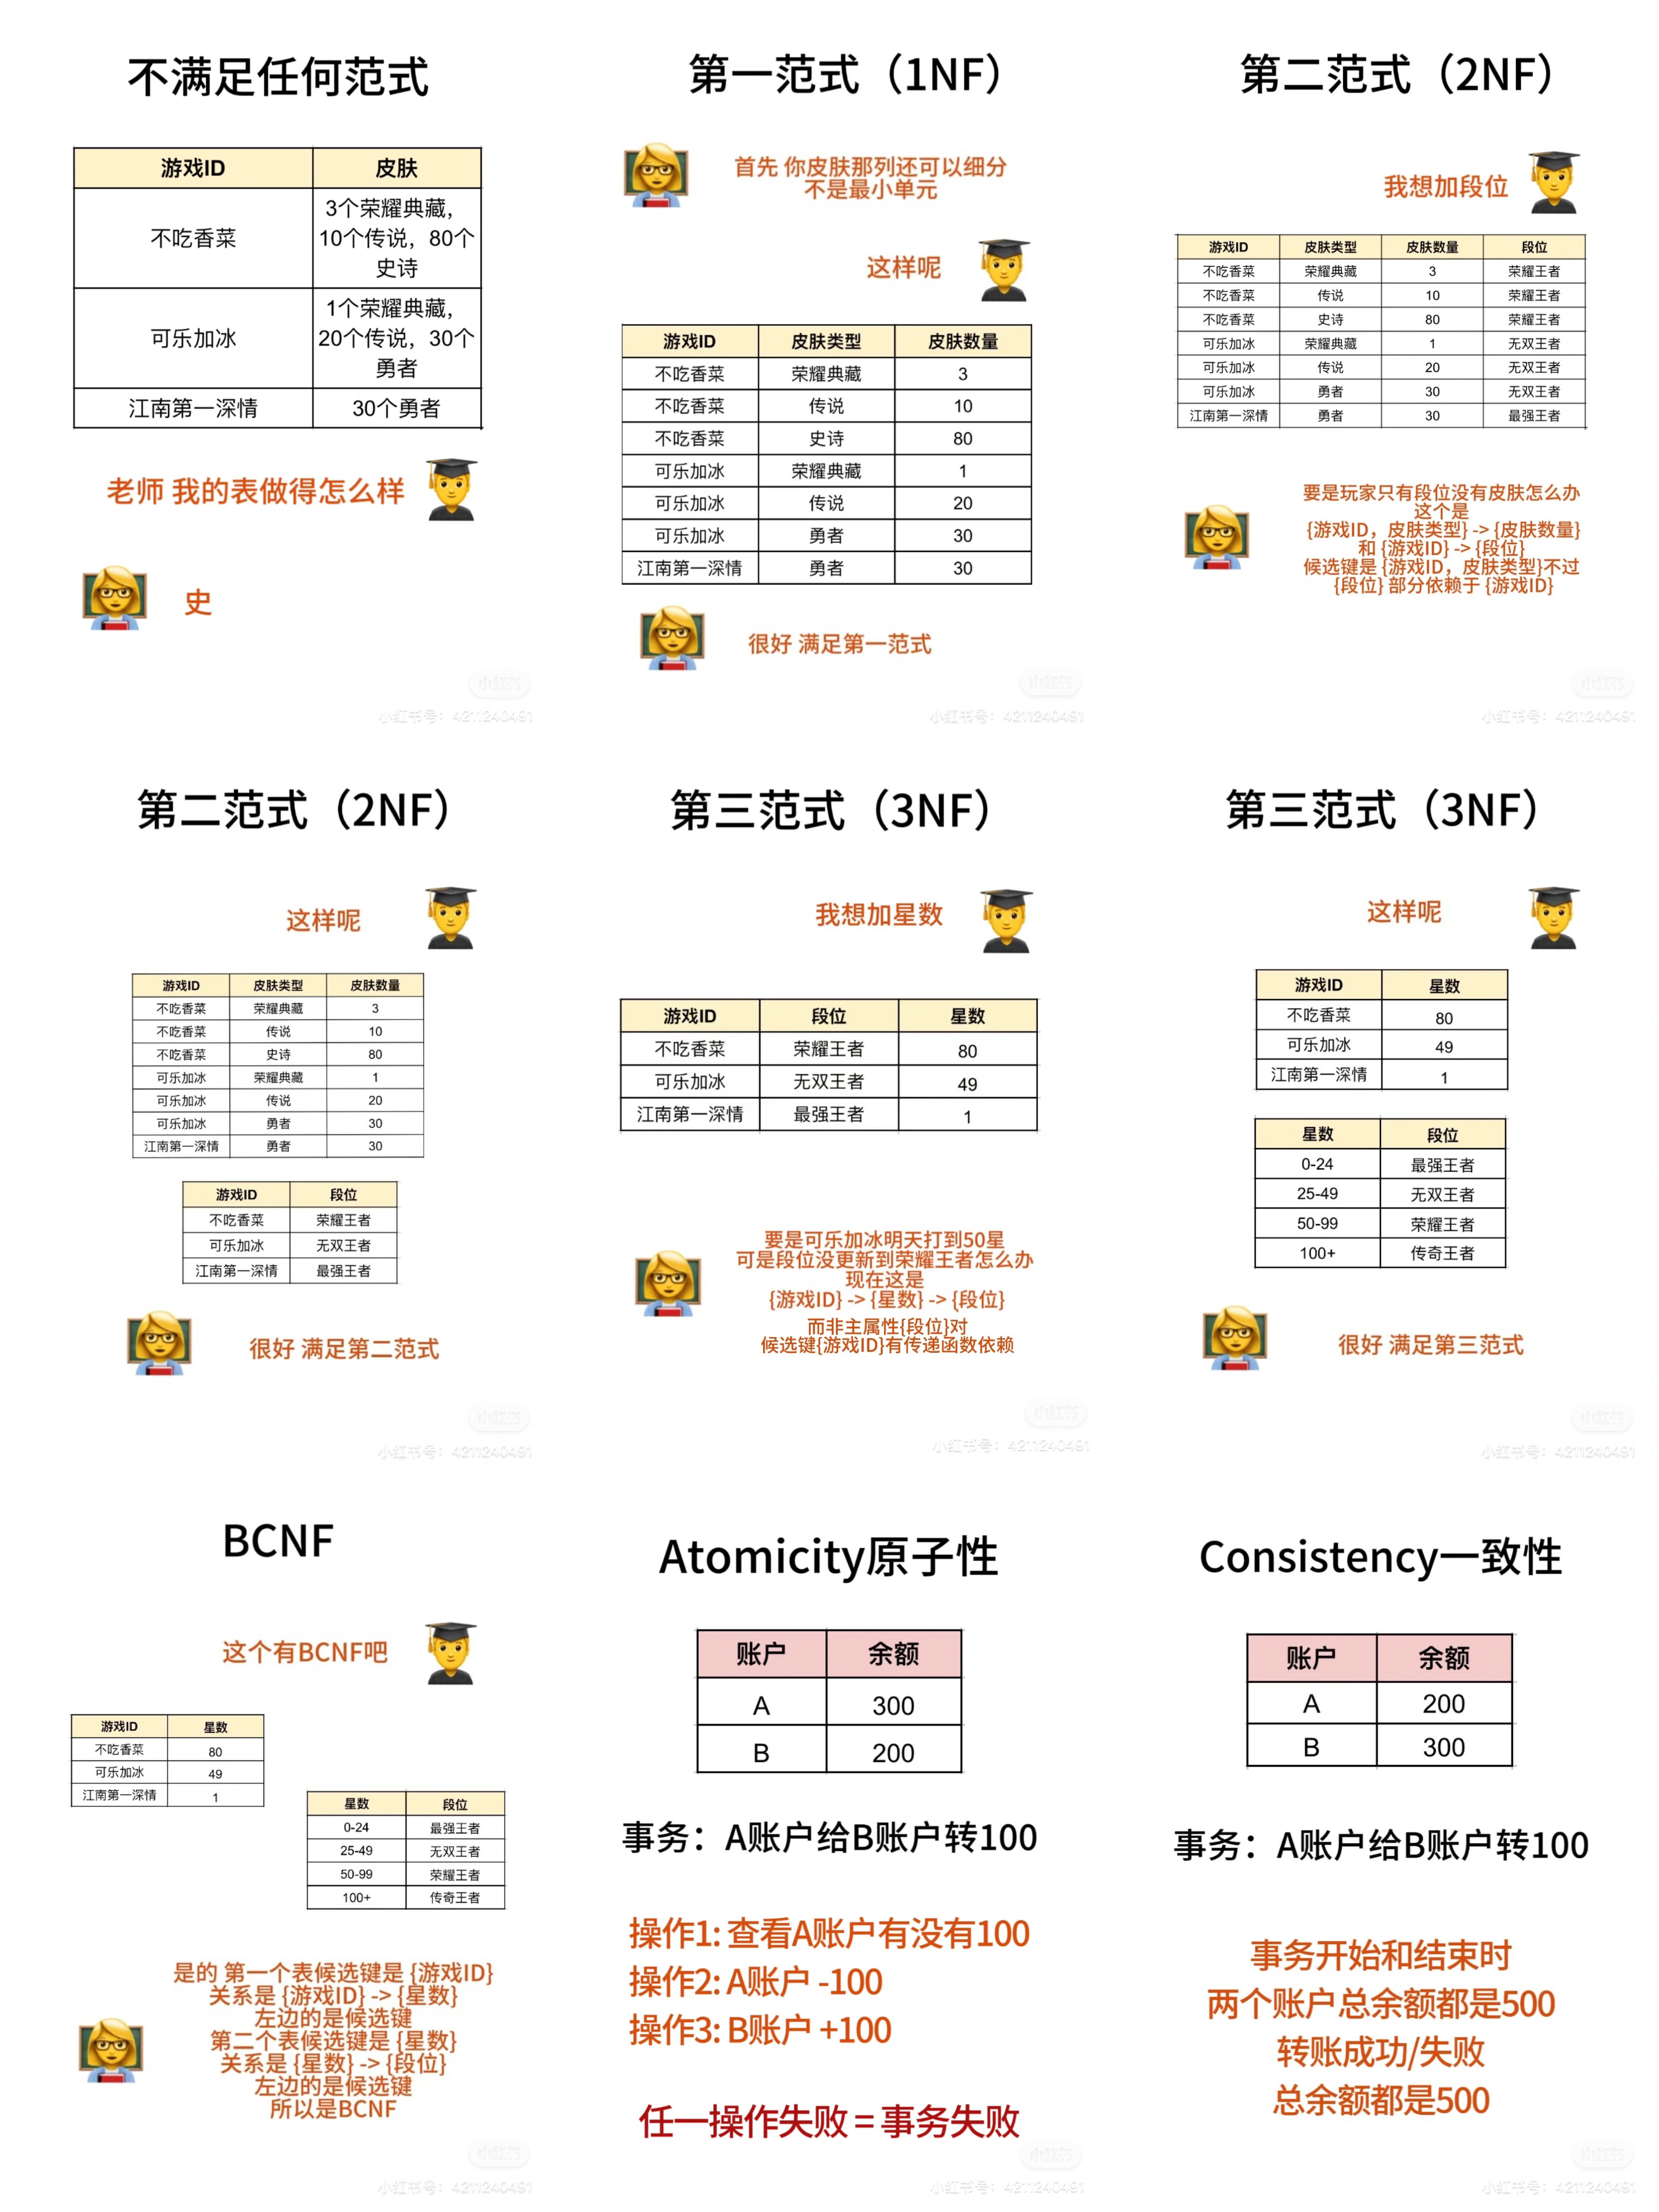 不满足任何范式
游戏ID 皮肤
不吃香菜 3个荣耀典藏，
10个传说，80个
史诗
可乐加冰 1个荣耀典藏，
20个传说，30个
勇者
江南第一深情 30个勇者
老师 我的表做得怎么样
史
小红书号：4211240491
第一范式（1NF）
首先 你皮肤那列还可以细分
不是最小单元
这样呢
游戏ID 皮肤类型 皮肤数量
不吃香菜 荣耀典藏 3
不吃香菜 传说 10
不吃香菜 史诗 80
可乐加冰 荣耀典藏 1
可乐加冰 传说 20
可乐加冰 勇者 30
江南第一深情 勇者 30
很好 满足第一范式
小红书号：4211240491
第二范式（2NF）
我想加段位
游戏ID 皮肤类型 皮肤数量 段位
不吃香菜 荣耀典藏 3 荣耀王者
不吃香菜 传说 10 荣耀王者
不吃香菜 史诗 80 荣耀王者
可乐加冰 荣耀典藏 1 无双王者
可乐加冰 传说 20 无双王者
可乐加冰 勇者 30 无双王者
江南第一深情 勇者 30 最强王者
要是玩家只有段位没有皮肤怎么办
这个是
{游戏ID，皮肤类型} -> {皮肤数量}
和 {游戏ID} -> {段位}
候选键是 {游戏ID，皮肤类型}不过
{段位} 部分依赖于 {游戏ID}
小红书号：4211240491
第二范式（2NF）
这样呢
游戏ID 皮肤类型 皮肤数量
不吃香菜 荣耀典藏 3
不吃香菜 传说 10
不吃香菜 史诗 80
可乐加冰 荣耀典藏 1
可乐加冰 传说 20
可乐加冰 勇者 30
江南第一深情 勇者 30
游戏ID 段位
不吃香菜 荣耀王者
可乐加冰 无双王者
江南第一深情 最强王者
很好 满足第二范式
小红书号：4211240491
第三范式（3NF）
我想加星数
游戏ID 段位 星数
不吃香菜 荣耀王者 80
可乐加冰 无双王者 49
江南第一深情 最强王者 1
要是可乐加冰明天打到50星
可是段位没更新到荣耀王者怎么办
现在这是
{游戏ID} -> {星数} -> {段位}
而非主属性{段位}对
候选键{游戏ID}有传递函数依赖
小红书号：4211240491
第三范式（3NF）
这样呢
游戏ID 星数
不吃香菜 80
可乐加冰 49
江南第一深情 1
星数 段位
0-24 最强王者
25-49 无双王者
50-99 荣耀王者
100+ 传奇王者
很好 满足第三范式
小红书号：4211240491
BCNF
这个有BCNF吧
游戏ID 星数
不吃香菜 80
可乐加冰 49
江南第一深情 1
星数 段位
0-24 最强王者
25-49 无双王者
50-99 荣耀王者
100+ 传奇王者
是的 第一个表候选键是 {游戏ID}
关系是 {游戏ID} -> {星数}
左边的是候选键
第二个表候选键是 {星数}
关系是 {星数} -> {段位}
左边的是候选键
所以是BCNF
小红书号：4211240491
Atomicity原子性
账户 余额
A 300
B 200
事务：A账户给B账户转100
操作1: 查看A账户有没有100
操作2: A账户 -100
操作3: B账户 +100
任一操作失败 = 事务失败
小红书号：4211240491
Consistency一致性
账户 余额
A 200
B 300
事务：A账户给B账户转100
事务开始和结束时
两个账户总余额都是500
转账成功/失败
总余额都是500
小红书号：4211240491